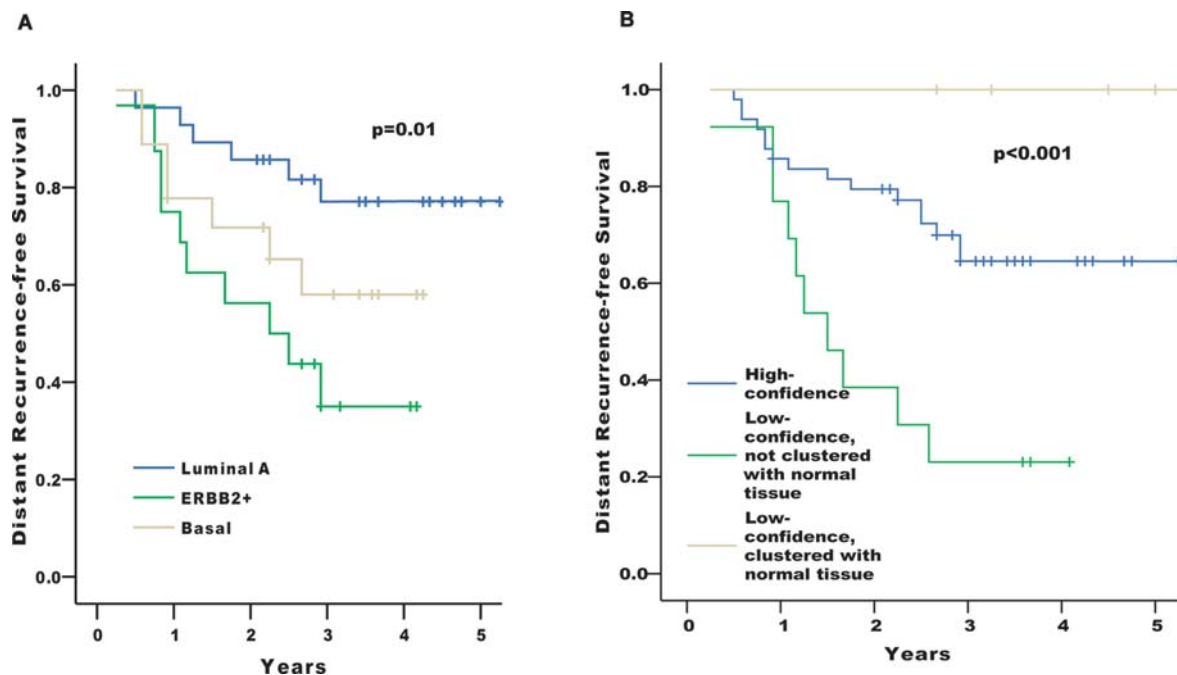 A
Distant Recurrence-free Survival
1.0
0.8
0.6
0.4
0.2
0.0
p=0.01
Luminal A
ERBB2+
Basal
0 1 2 3 4 5
Years
B
Distant Recurrence-free Survival
1.0
0.8
0.6
0.4
0.2
0.0
p<0.001
High-
confidence
Low-
confidence,
not clustered
with normal
tissue
Low-
confidence,
clustered with
normal tissue
0 1 2 3 4 5
Years